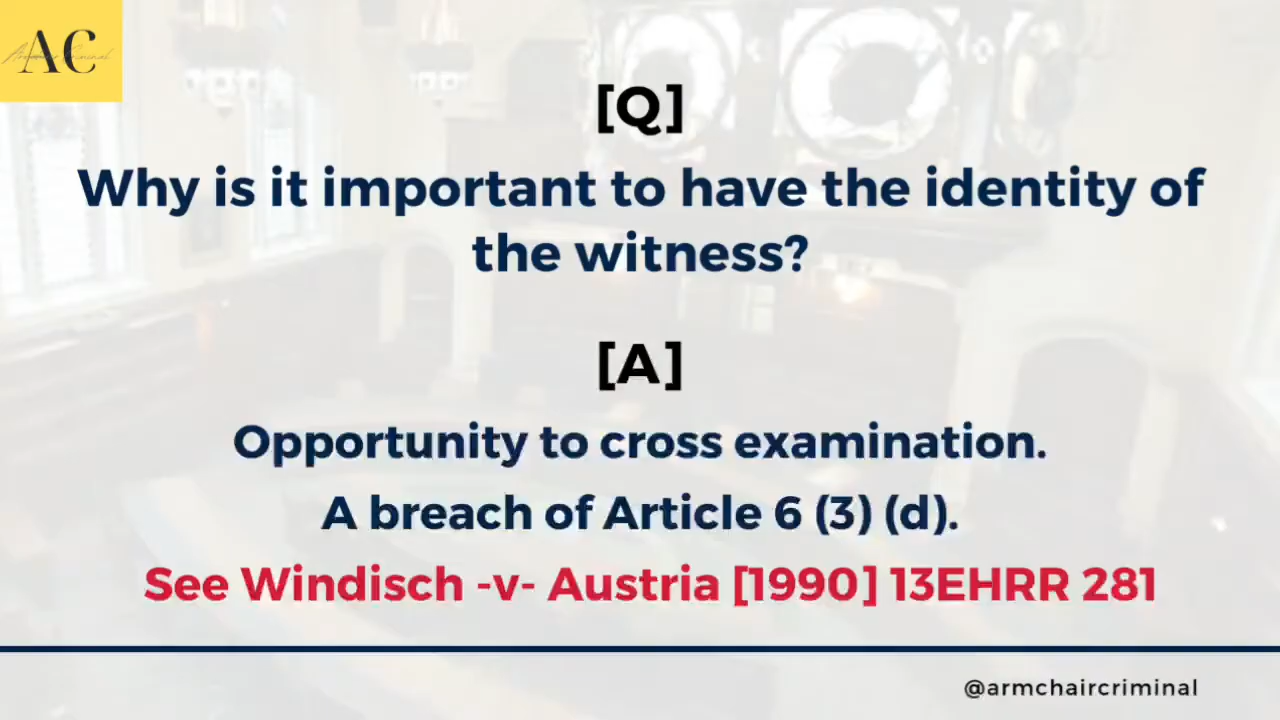 AC
[Q]
Why is it important to have the identity of
the witness?
[A]
Opportunity to cross examination.
A breach of Article 6 (3) (d).
See Windisch -v- Austria [1990] 13EHRR 281
@armchaircriminal